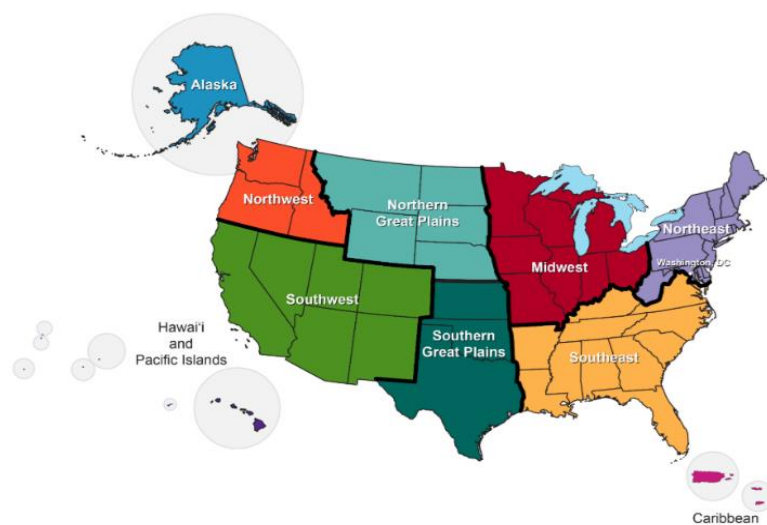 Alaska
Northwest
Northern
Great Plains
Midwest
Northeast
Washington, DC
Southwest
Southern
Great Plains
Southeast
Hawai‘i
and
Pacific Islands
Caribbean